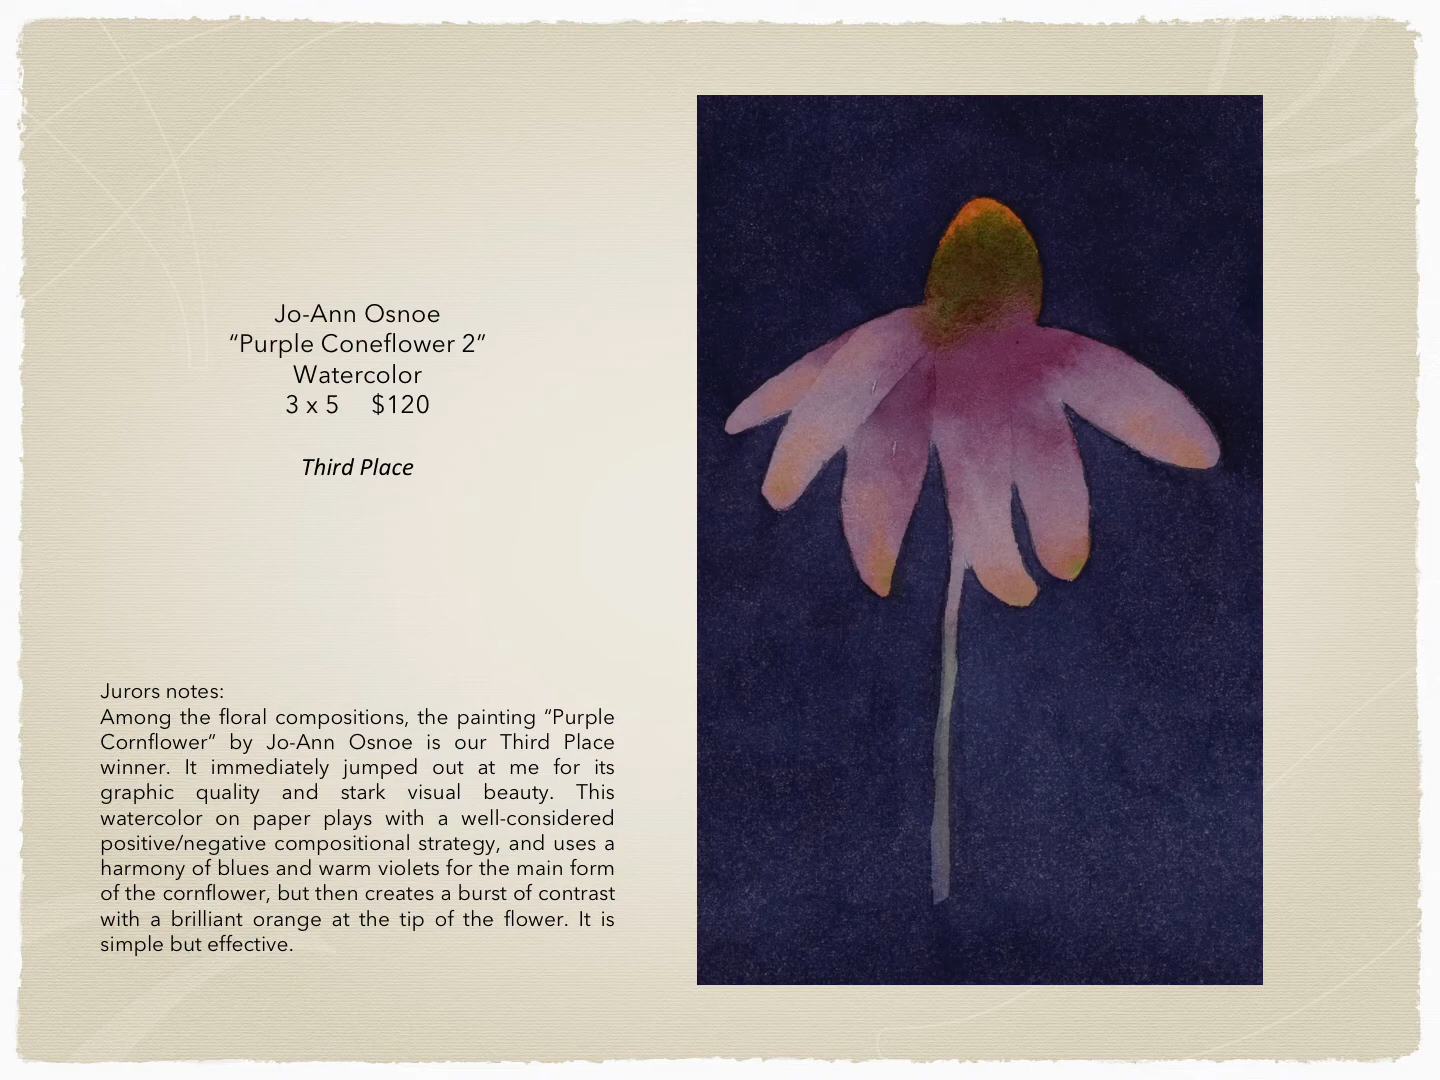 Jo-Ann Osnoe
“Purple Coneflower 2”
Watercolor
3 x 5 $120
Third Place
Jurors notes:
Among the floral compositions, the painting “Purple
Cornflower” by Jo-Ann Osnoe is our Third Place
winner. It immediately jumped out at me for its
graphic quality and stark visual beauty. This
watercolor on paper plays with a well-considered
positive/negative compositional strategy, and uses a
harmony of blues and warm violets for the main form
of the cornflower, but then creates a burst of contrast
with a brilliant orange at the tip of the flower. It is
simple but effective.